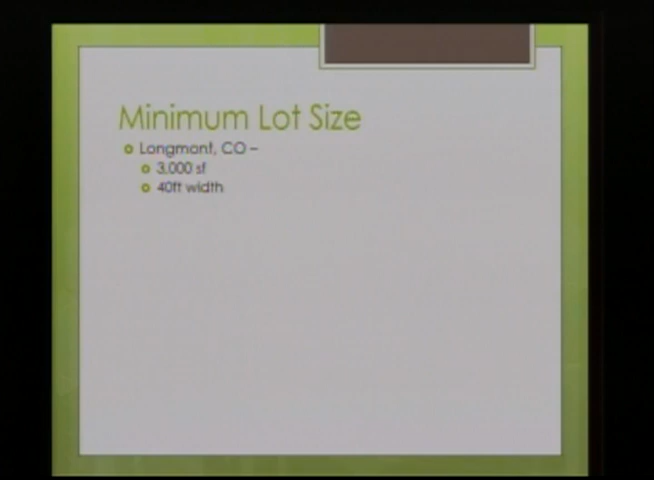 Minimum Lot Size
Longmont, CO –
3,000 sf
40ft width